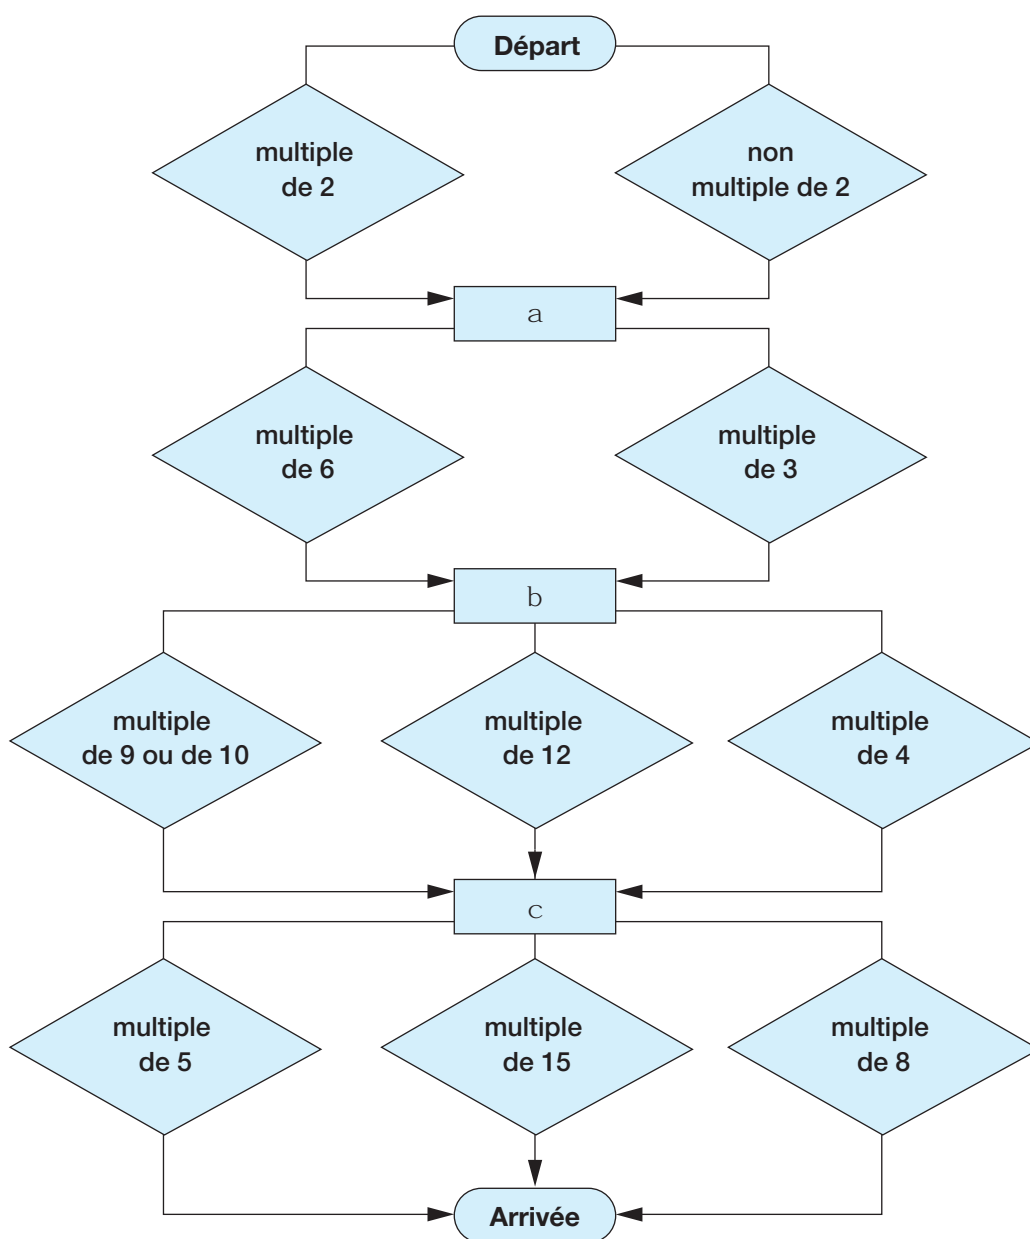 Départ
multiple
de 2
non
multiple de 2
a
multiple
de 6
multiple
de 3
b
multiple
de 9 ou de 10
multiple
de 12
multiple
de 4
c
multiple
de 5
multiple
de 15
multiple
de 8
Arrivée